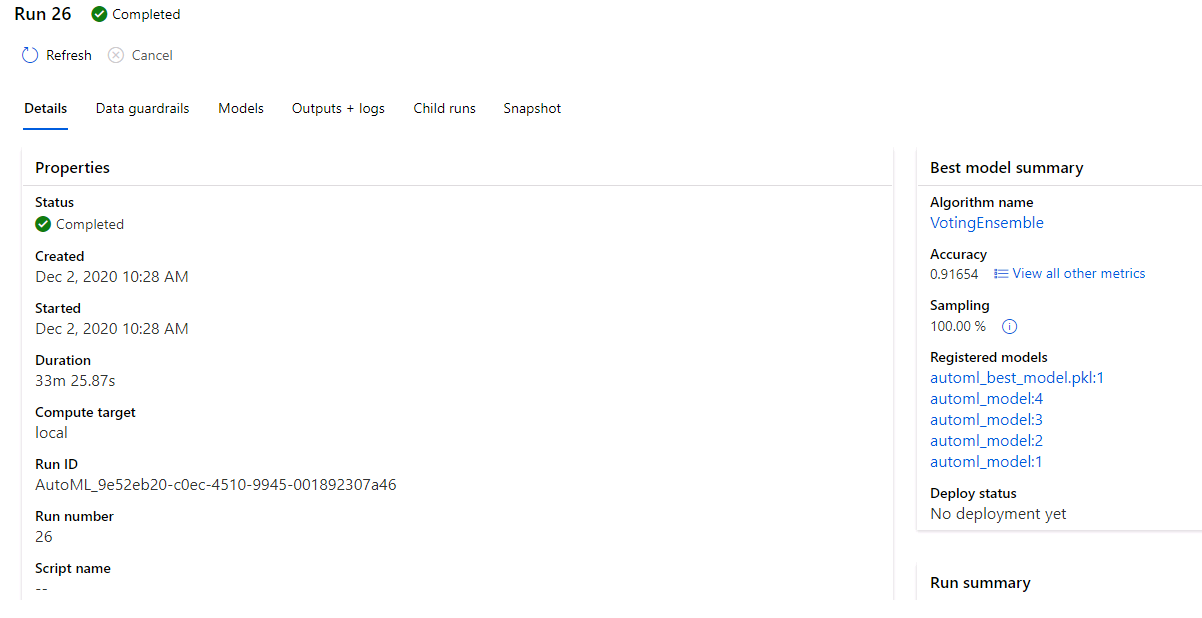 Run 26 Completed
Refresh Cancel
Details Data guardrails Models Outputs + logs Child runs Snapshot
Properties
Status
Completed
Created
Dec 2, 2020 10:28 AM
Started
Dec 2, 2020 10:28 AM
Duration
33m 25.87s
Compute target
local
Run ID
AutoML_9e52eb20-c0ec-4510-9945-001892307a46
Run number
26
Script name
--
Best model summary
Algorithm name
VotingEnsemble
Accuracy
0.91654 View all other metrics
Sampling
100.00 %
Registered models
automl_best_model.pkl:1
automl_model:4
automl_model:3
automl_model:2
automl_model:1
Deploy status
No deployment yet
Run summary